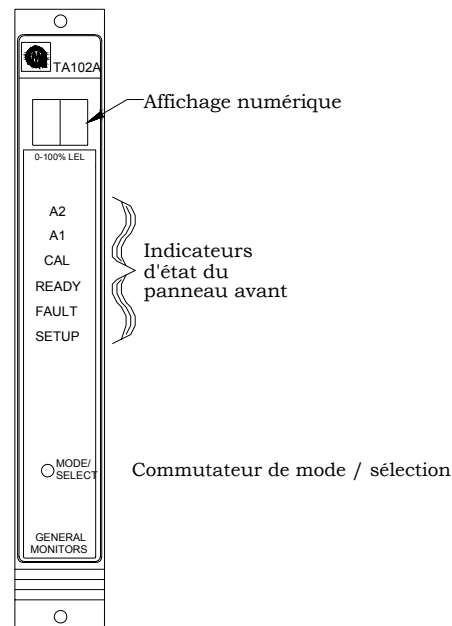 TA102A
Affichage numérique
0-100% LEL
A2
A1
CAL
READY
FAULT
SETUP
Indicateurs
d'état du
panneau avant
MODE/
SELECT
Commutateur de mode / sélection
GENERAL
MONITORS